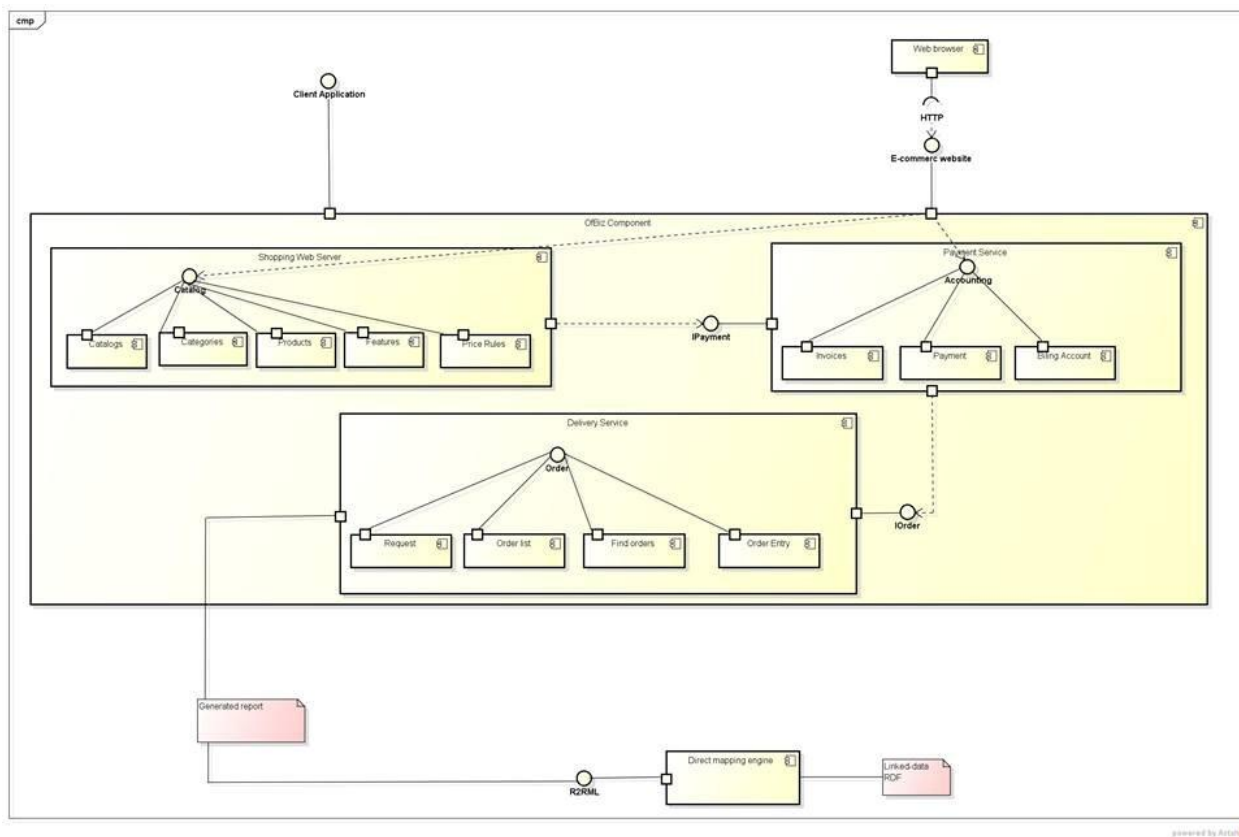 cmp
Web browser
Client Application
HTTP
E-commerc website
OfBiz Component
Shopping Web Server
Payment Service
Catalog
Accounting
IPayment
Catalogs
Categories
Products
Features
Price Rules
Invoices
Payment
Billing Account
Delivery Service
Order
IOrder
Request
Order list
Find orders
Order Entry
Generated report
Direct mapping engine
Linked-data
RDF
R2RML
powered by